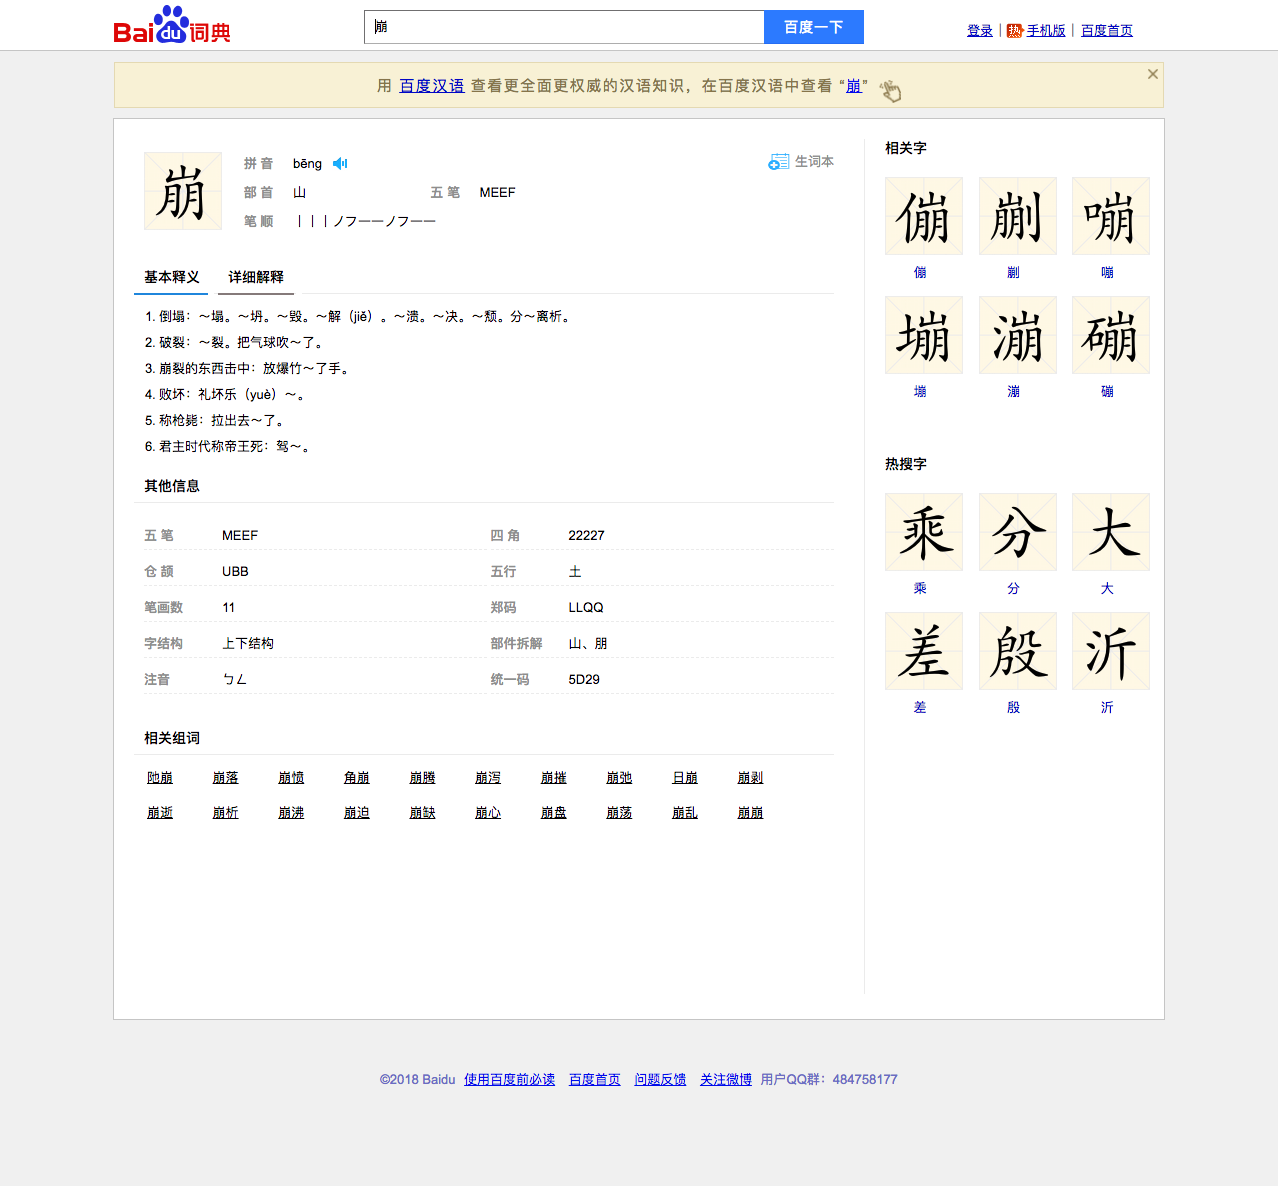 Baidu词典
崩
百度一下
登录 | 热 手机版 | 百度首页
用 百度汉语 查看更全面更权威的汉语知识，在百度汉语中查看 “崩”
崩
拼 音 bēng
生词本
部 首 山 五 笔 MEEF
笔 顺 丨丨丨ノフ一一ノフ一一
基本释义 详细解释
1. 倒塌：～塌。～坍。～毁。～解（jiě）。～溃。～决。～颓。分～离析。
2. 破裂：～裂。把气球吹～了。
3. 崩裂的东西击中：放爆竹～了手。
4. 败坏：礼坏乐（yuè）～。
5. 称枪毙：拉出去～了。
6. 君主时代称帝王死：驾～。
其他信息
五 笔 MEEF 四 角 22227
仓 颉 UBB 五行 土
笔画数 11 郑码 LLQQ
字结构 上下结构 部件拆解 山、朋
注音 ㄅㄥ 统一码 5D29
相关组词
阤崩 崩落 崩愤 角崩 崩腾 崩泻 崩摧 崩弛 日崩 崩剥
崩逝 崩析 崩沸 崩迫 崩缺 崩心 崩盘 崩荡 崩乱 崩崩
相关字
傰 剻 嘣
傰 剻 嘣
塴 漰 磞
塴 漰 磞
热搜字
乘 分 大
乘 分 大
差 殷 沂
差 殷 沂
©2018 Baidu 使用百度前必读 百度首页 问题反馈 关注微博 用户QQ群：484758177